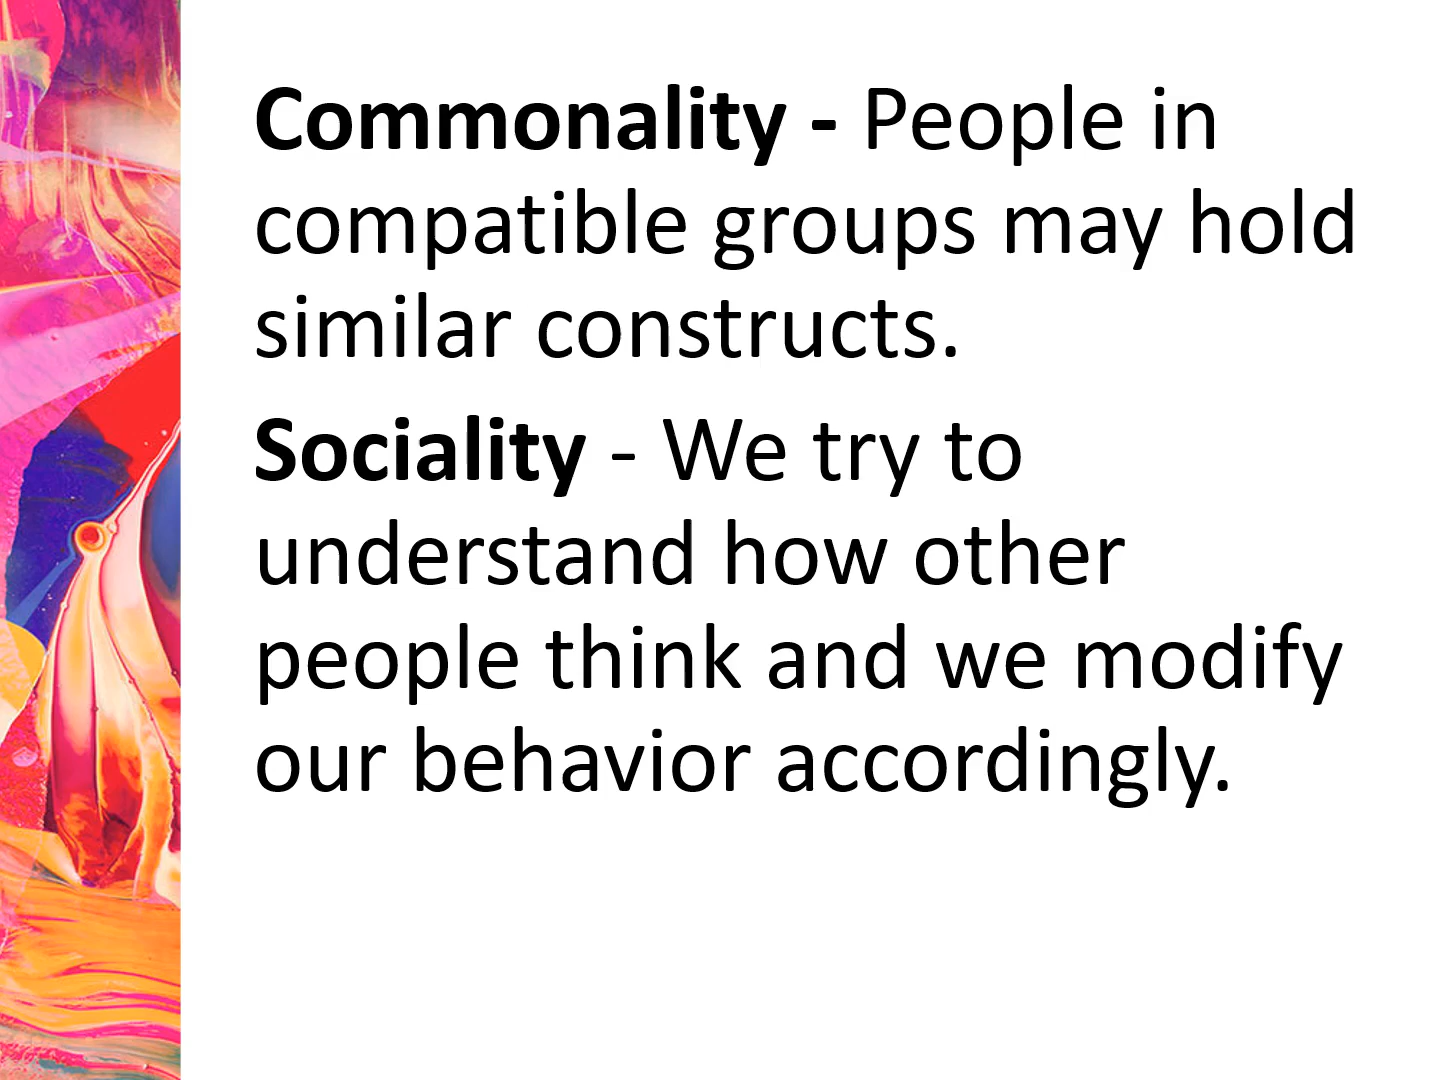 Commonality - People in
compatible groups may hold
similar constructs.
Sociality - We try to
understand how other
people think and we modify
our behavior accordingly.